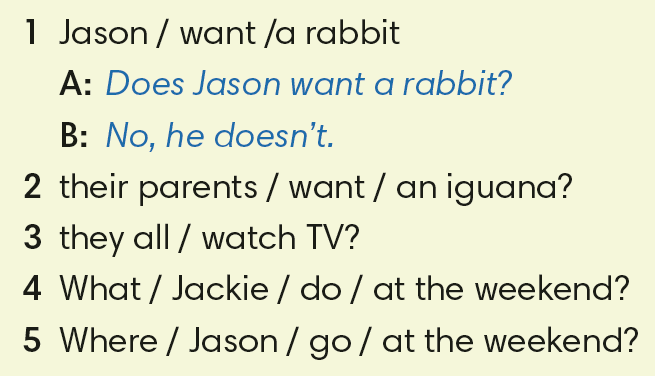 1 Jason / want /a rabbit
A: Does Jason want a rabbit?
B: No, he doesn't.
2 their parents / want / an iguana?
3 they all / watch TV?
4 What / Jackie / do / at the weekend?
5 Where / Jason / go / at the weekend?